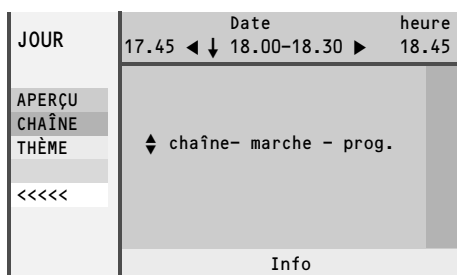 JOUR
Date heure
17.45 ◀ ↓ 18.00-18.30 ▶ 18.45
APERÇU
CHAÎNE
THÈME
<<<<<
chaîne- marche - prog.
Info